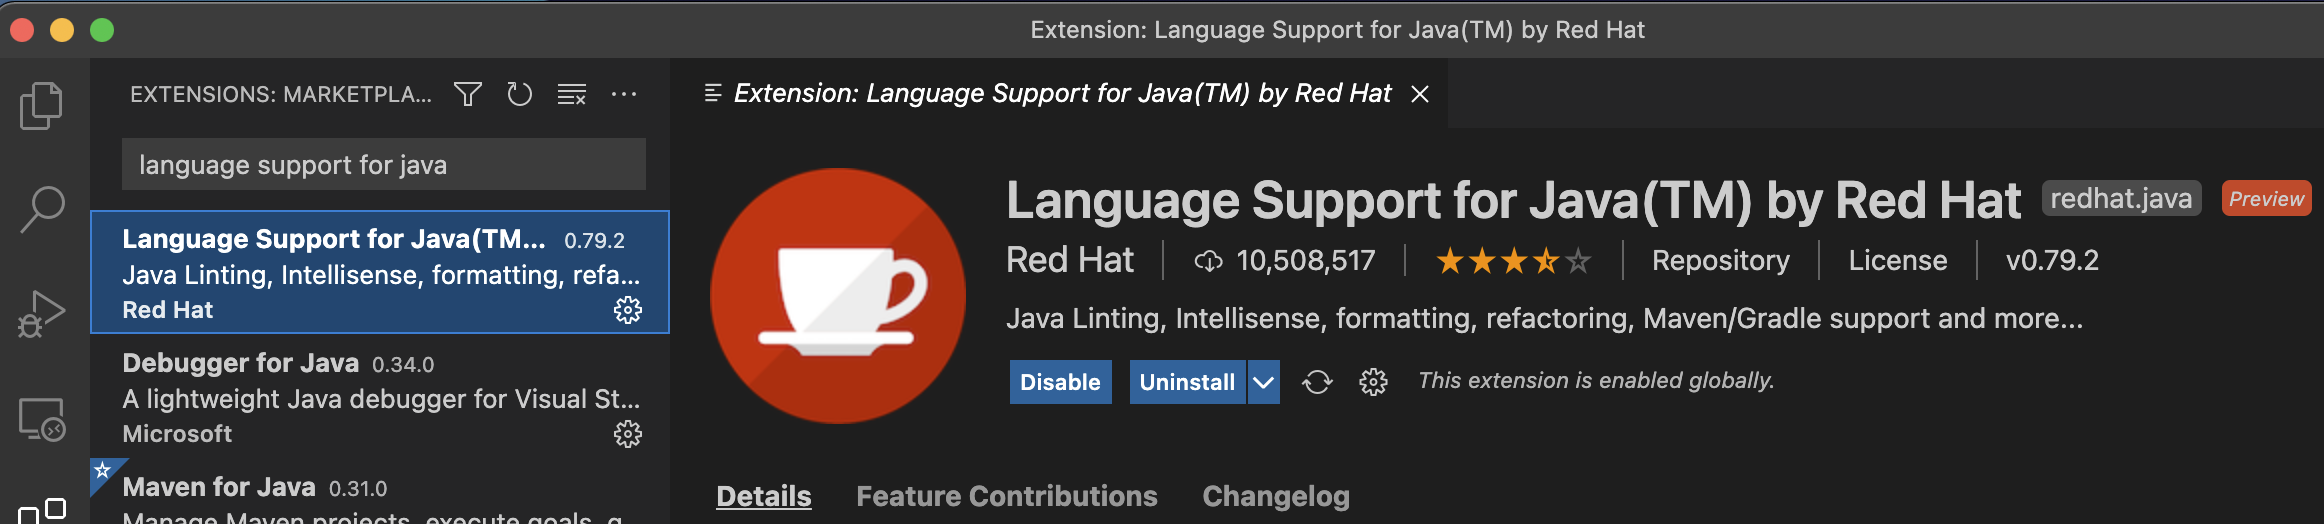 Extension: Language Support for Java(TM) by Red Hat
EXTENSIONS: MARKETPLA...
language support for java
Language Support for Java(TM... 0.79.2
Java Linting, Intellisense, formatting, refa...
Red Hat
Debugger for Java 0.34.0
A lightweight Java debugger for Visual St...
Microsoft
Maven for Java 0.31.0
Manage Maven projects, execute goals, g...
Extension: Language Support for Java(TM) by Red Hat
Language Support for Java(TM) by Red Hat redhat.java Preview
Red Hat 10,508,517 Repository License v0.79.2
Java Linting, Intellisense, formatting, refactoring, Maven/Gradle support and more...
Disable Uninstall This extension is enabled globally.
Details Feature Contributions Changelog